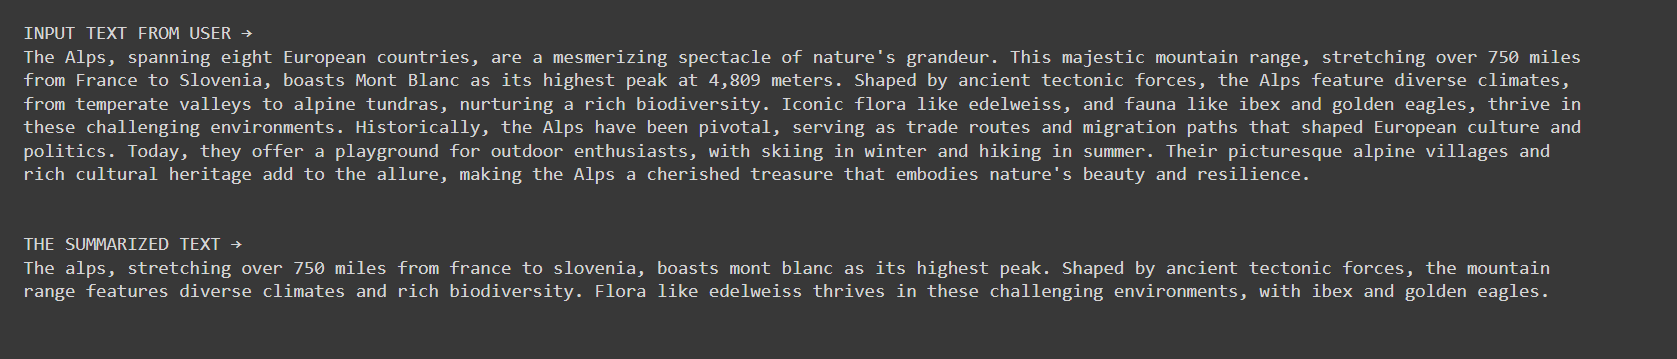 INPUT TEXT FROM USER →
The Alps, spanning eight European countries, are a mesmerizing spectacle of nature's grandeur. This majestic mountain range, stretching over 750 miles
from France to Slovenia, boasts Mont Blanc as its highest peak at 4,809 meters. Shaped by ancient tectonic forces, the Alps feature diverse climates,
from temperate valleys to alpine tundras, nurturing a rich biodiversity. Iconic flora like edelweiss, and fauna like ibex and golden eagles, thrive in
these challenging environments. Historically, the Alps have been pivotal, serving as trade routes and migration paths that shaped European culture and
politics. Today, they offer a playground for outdoor enthusiasts, with skiing in winter and hiking in summer. Their picturesque alpine villages and
rich cultural heritage add to the allure, making the Alps a cherished treasure that embodies nature's beauty and resilience.
THE SUMMARIZED TEXT →
The alps, stretching over 750 miles from france to slovenia, boasts mont blanc as its highest peak. Shaped by ancient tectonic forces, the mountain
range features diverse climates and rich biodiversity. Flora like edelweiss thrives in these challenging environments, with ibex and golden eagles.